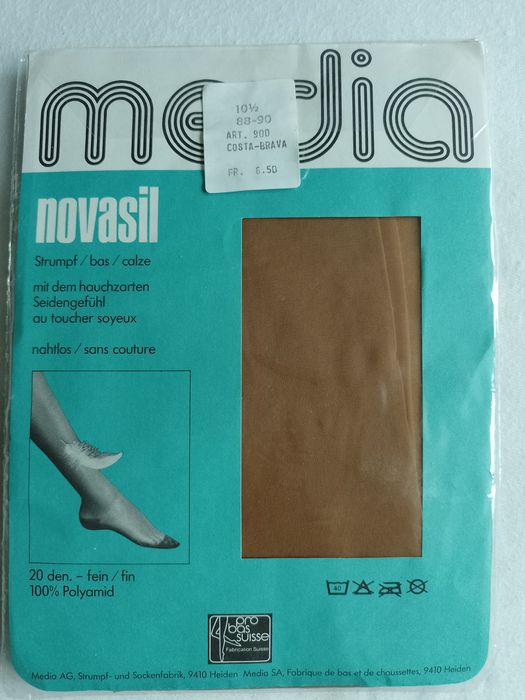 media
10½
88-90
ART. 900
COSTA-BRAVA
FR. 6.50
novasil
Strumpf / bas / calze
mit dem hauchzarten
Seidengefühl
au toucher soyeux
nahtlos / sans couture
20 den. – fein / fin
100% Polyamid
40
pro
bas
suisse
Fabrication Suisse
Media AG, Strumpf- und Sockenfabrik, 9410 Heiden Media SA, Fabrique de bas et de chaussettes, 9410 Heiden